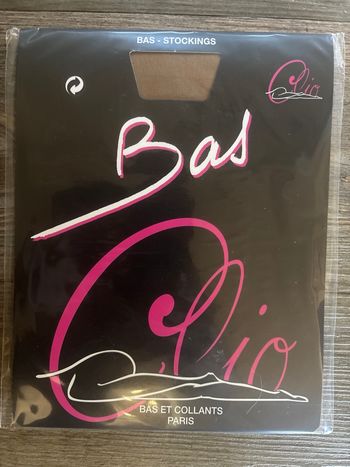 BAS - STOCKINGS
Clio
Bas
Clio
BAS ET COLLANTS
PARIS